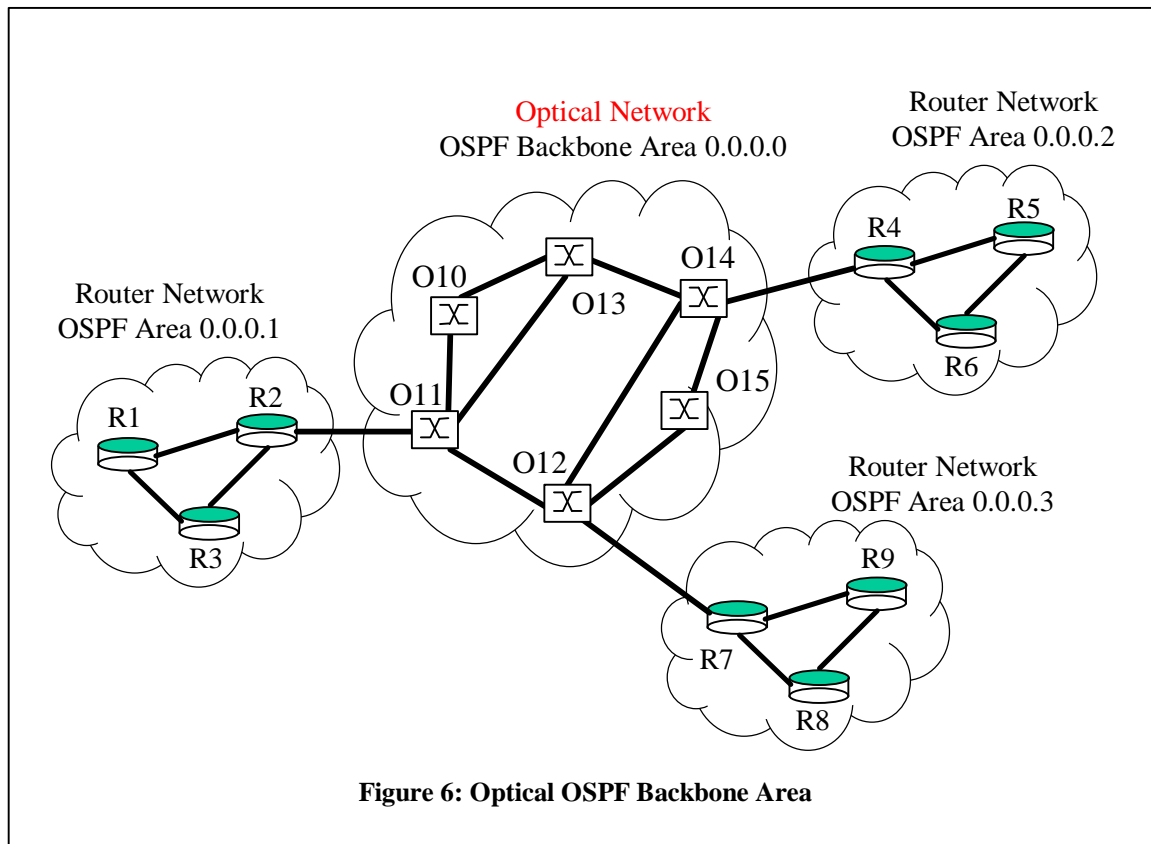 Optical Network
OSPF Backbone Area 0.0.0.0
Router Network
OSPF Area 0.0.0.2
R4
R5
R6
O14
O10
O13
Router Network
OSPF Area 0.0.0.1
R1
R2
R3
O11
O15
O12
Router Network
OSPF Area 0.0.0.3
R9
R7
R8
Figure 6: Optical OSPF Backbone Area